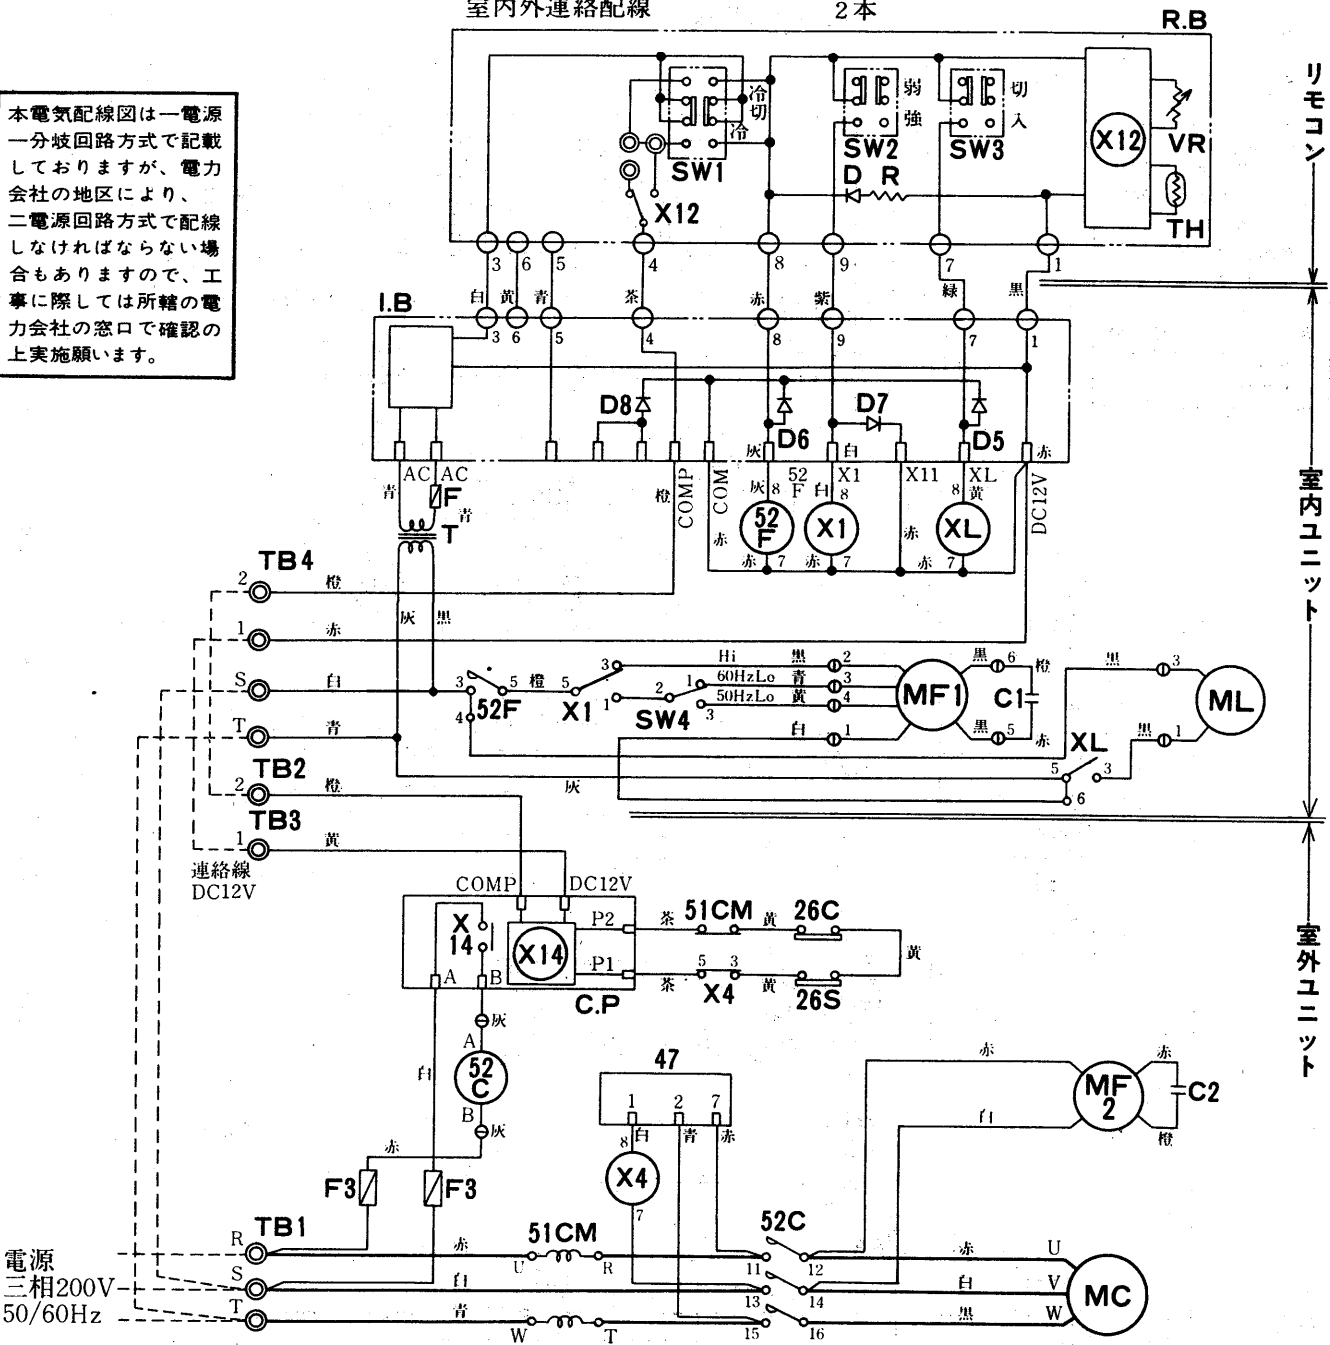 室内外連絡配線 2本
R.B
本電気配線図は一電源
一分岐回路方式で記載
しておりますが、電力
会社の地区により、
二電源回路方式で配線
しなければならない場
合もありますので、工
事に際しては所轄の電
力会社の窓口で確認の
上実施願います。
リモコン
冷 切 冷
SW1
弱
強
SW2
切
入
SW3
X12
VR
TH
D R
X12
3 6 5 4 8 9 7 1
白 黄 青 茶 赤 紫 緑 黒
I.B
3 6 5 4 8 9 7 1
D8 D6 D7 D5
灰 白 赤
AC AC COMP COM 52F X1 X11 XL DC12V
青 F 青 橙 灰 8 白 8 8 黄
T
52F X1 XL
赤 赤 7 赤 7 赤 赤 7
室内ユニット
TB4
2 橙
灰 黒
1 赤
S 白
3 5 橙 5 3 1
4 52F X1
2 1 3
SW4
Hi 黒 2
60HzLo 青 3
50HzLo 黄 4
白 1
MF1
黒 6 橙
C1
黒 5 赤
黒 3
ML
黒 1
XL
5 3
6
T 青
灰
TB2
2 橙
TB3
1 黄
連絡線
DC12V
COMP DC12V
X14
X14
P2
P1
A B
C.P
茶 51CM 黄 26C
黄
茶 5 3 黄
X4 26S
室外ユニット
灰
A
52C
B
灰
白
赤
F3 F3
47
1 2 7
8 白 青 赤
X4
7
赤
MF2
赤
C2
橙
白
TB1
電源
三相200V
50/60Hz
R 赤 U 51CM R 11 52C 12 赤 U
S 白 13 14 白 V
T 青 W T 15 16 黒 W
MC